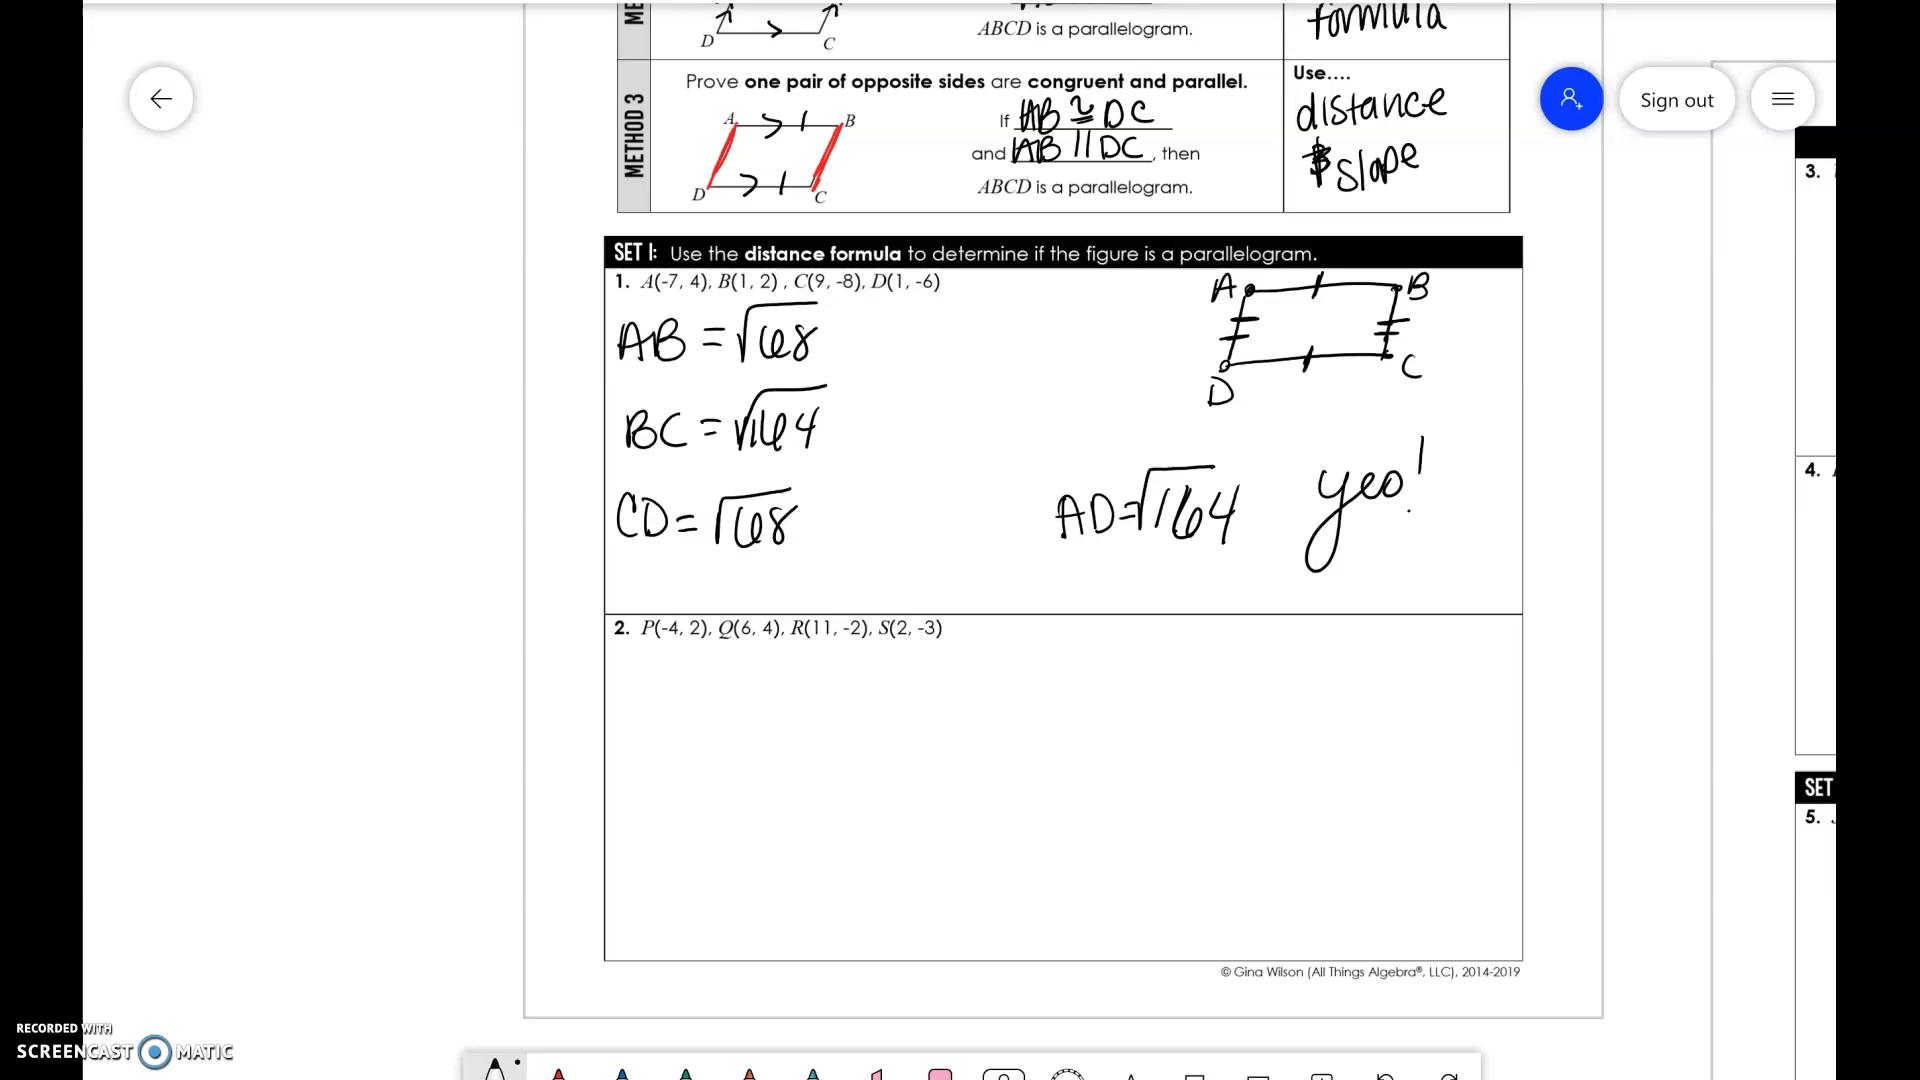 ME
D
C
ABCD is a parallelogram.
formula
METHOD 3
Prove one pair of opposite sides are congruent and parallel.
A
B
D
C
If AB ≅ DC
and AB || DC, then
ABCD is a parallelogram.
Use....
distance
& slope
Sign out
SET I: Use the distance formula to determine if the figure is a parallelogram.
1. A(-7, 4), B(1, 2) , C(9, -8), D(1, -6)
AB = √68
BC = √164
CD = √68
A
B
D
C
AD = √164
yes!
2. P(-4, 2), Q(6, 4), R(11, -2), S(2, -3)
© Gina Wilson (All Things Algebra®, LLC), 2014-2019
3.
4.
SET
5.
RECORDED WITH
SCREENCAST MATIC